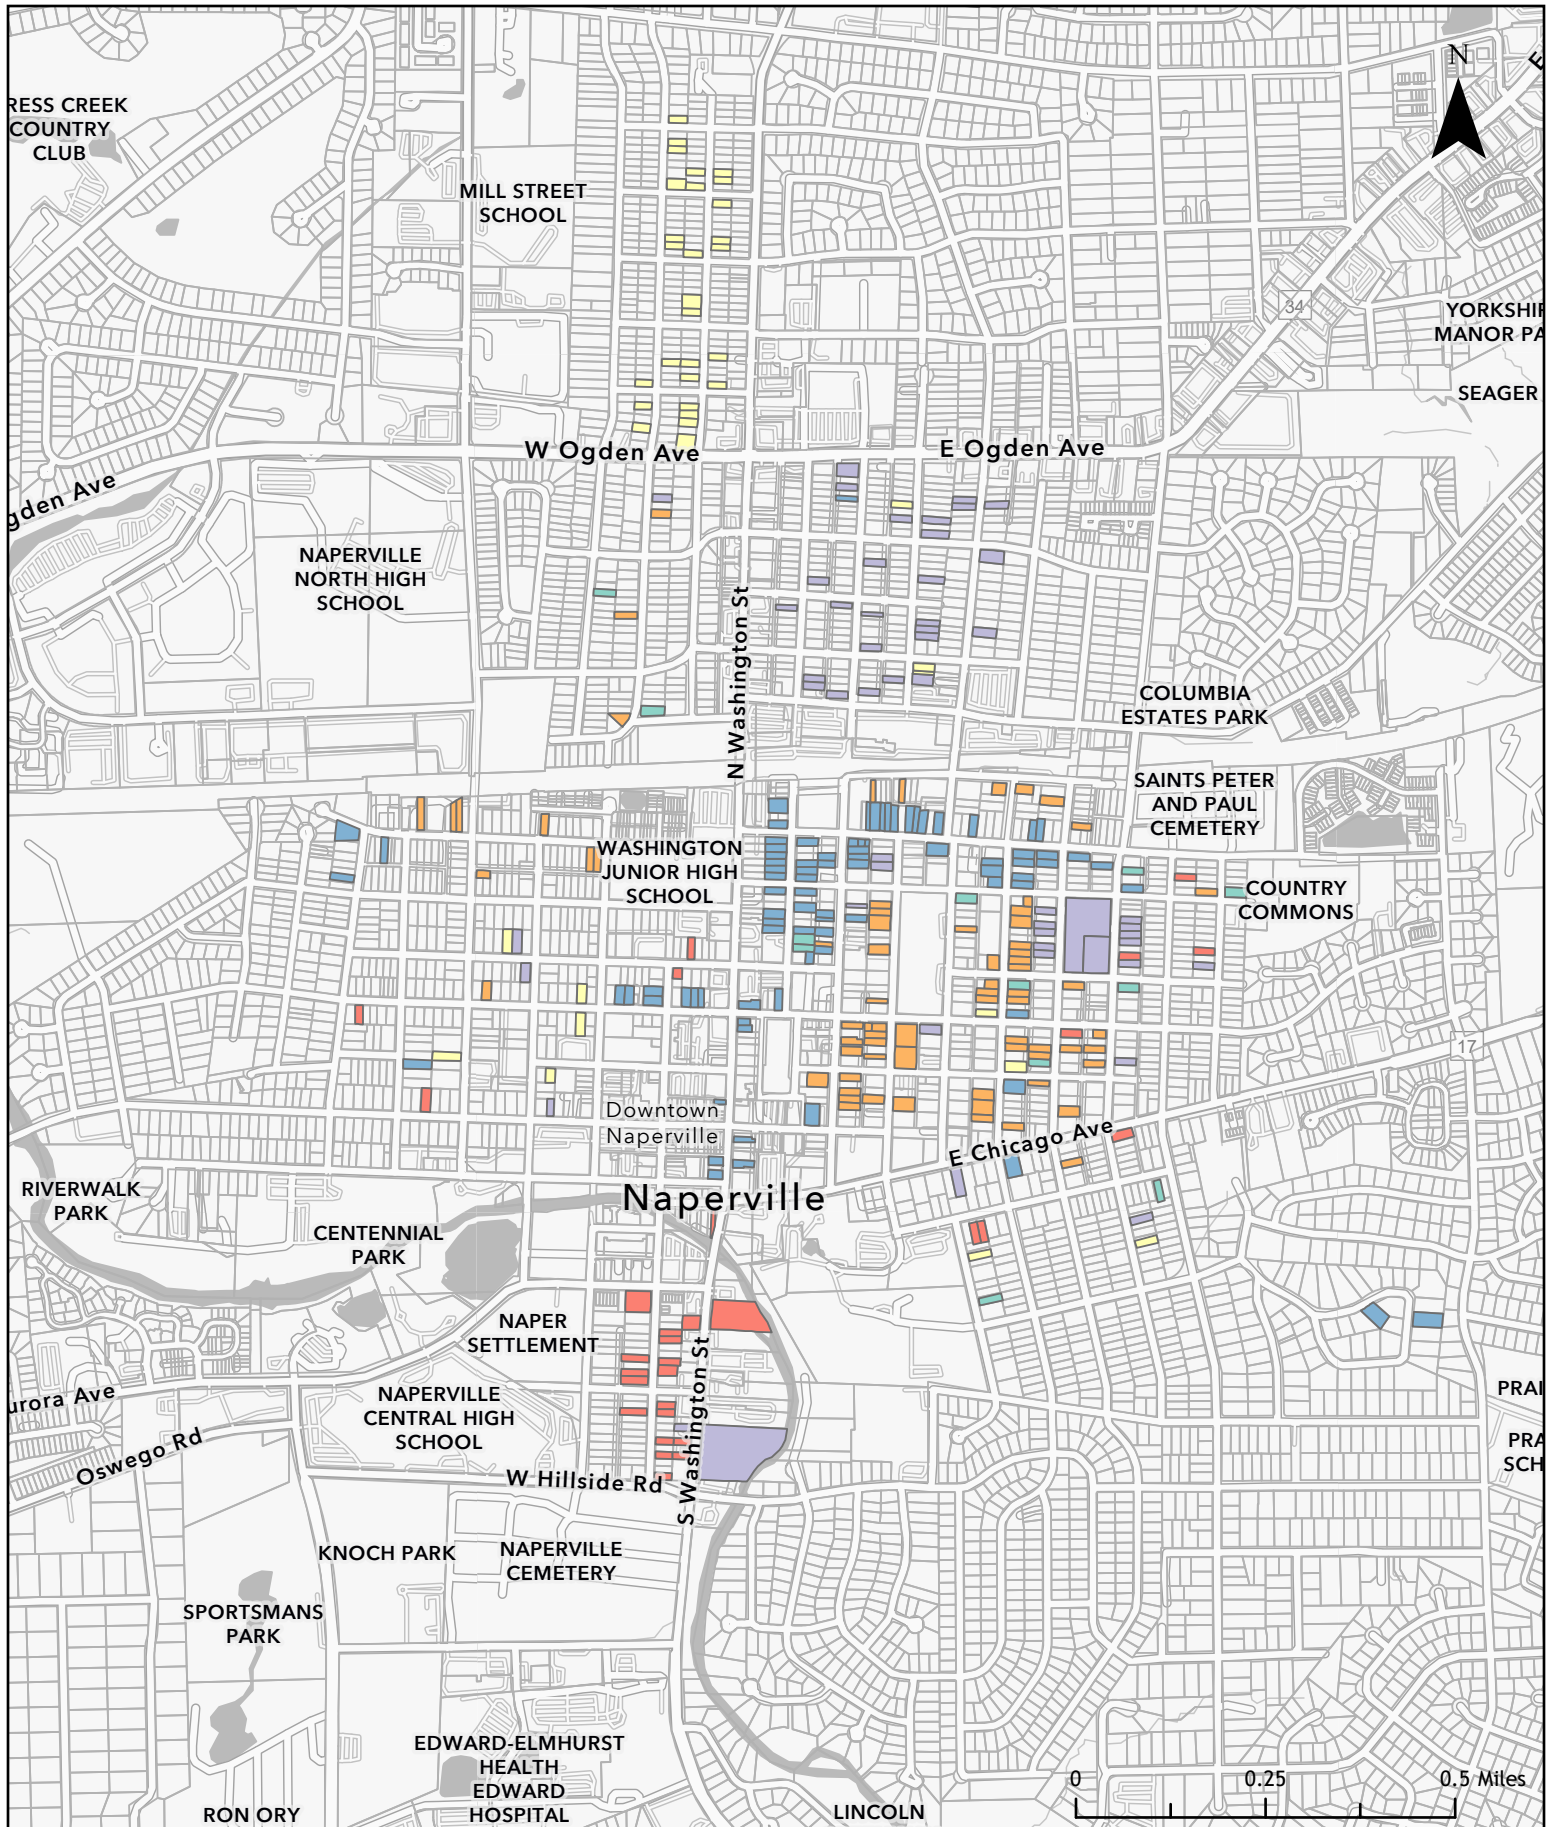 N
E
RESS CREEK
COUNTRY
CLUB
MILL STREET
SCHOOL
34
YORKSHIR
MANOR PA
SEAGER
W Ogden Ave
E Ogden Ave
gden Ave
NAPERVILLE
NORTH HIGH
SCHOOL
N Washington St
COLUMBIA
ESTATES PARK
SAINTS PETER
AND PAUL
CEMETERY
WASHINGTON
JUNIOR HIGH
SCHOOL
COUNTRY
COMMONS
17
Downtown
Naperville
E Chicago Ave
Naperville
RIVERWALK
PARK
CENTENNIAL
PARK
NAPER
SETTLEMENT
S Washington St
urora Ave
NAPERVILLE
CENTRAL HIGH
SCHOOL
PRAI
Oswego Rd
PRA
SCH
W Hillside Rd
KNOCH PARK
NAPERVILLE
CEMETERY
SPORTSMANS
PARK
EDWARD-ELMHURST
HEALTH
EDWARD
HOSPITAL
RON ORY
LINCOLN
0 0.25 0.5 Miles